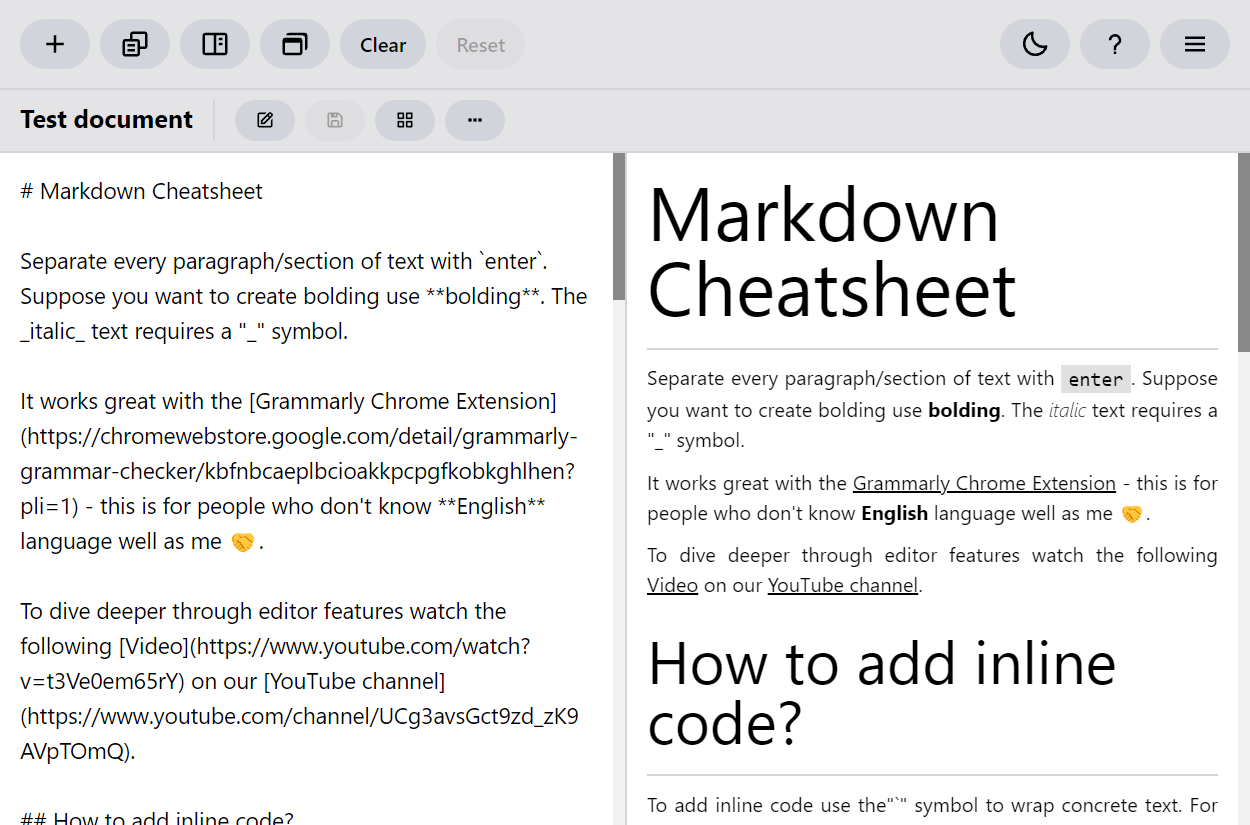 Clear
Reset
?
Test document
# Markdown Cheatsheet
Separate every paragraph/section of text with `enter`.
Suppose you want to create bolding use **bolding**. The
_italic_ text requires a "_" symbol.
It works great with the [Grammarly Chrome Extension]
(https://chromewebstore.google.com/detail/grammarly-
grammar-checker/kbfnbcaeplbcioakkpcpgfkobkghlhen?
pli=1) - this is for people who don't know **English**
language well as me 🤝 .
To dive deeper through editor features watch the
following [Video](https://www.youtube.com/watch?
v=t3Ve0em65rY) on our [YouTube channel]
(https://www.youtube.com/channel/UCg3avsGct9zd_zK9
AVpTOmQ).
## How to add inline code?
Markdown
Cheatsheet
Separate every paragraph/section of text with enter. Suppose
you want to create bolding use bolding. The italic text requires a
"_" symbol.
It works great with the Grammarly Chrome Extension - this is for
people who don't know English language well as me 🤝 .
To dive deeper through editor features watch the following
Video on our YouTube channel.
How to add inline
code?
To add inline code use the"`" symbol to wrap concrete text. For